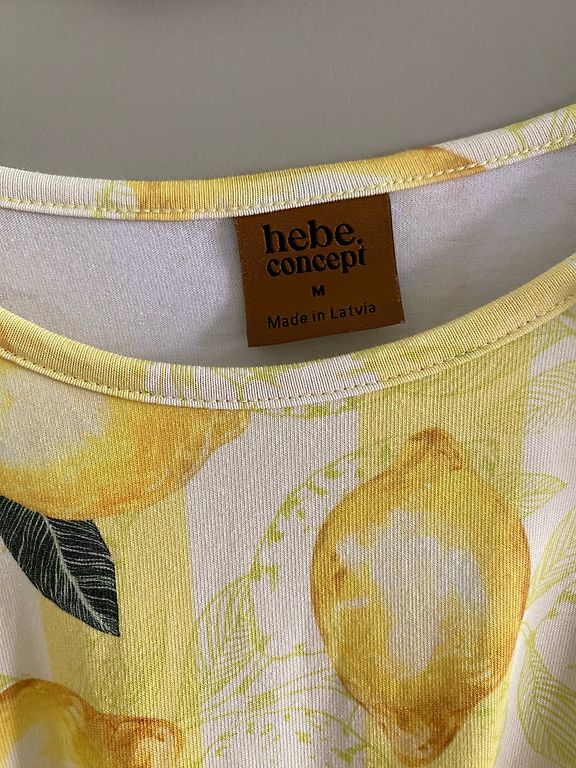 hebe.
concept
M
Made in Latvia